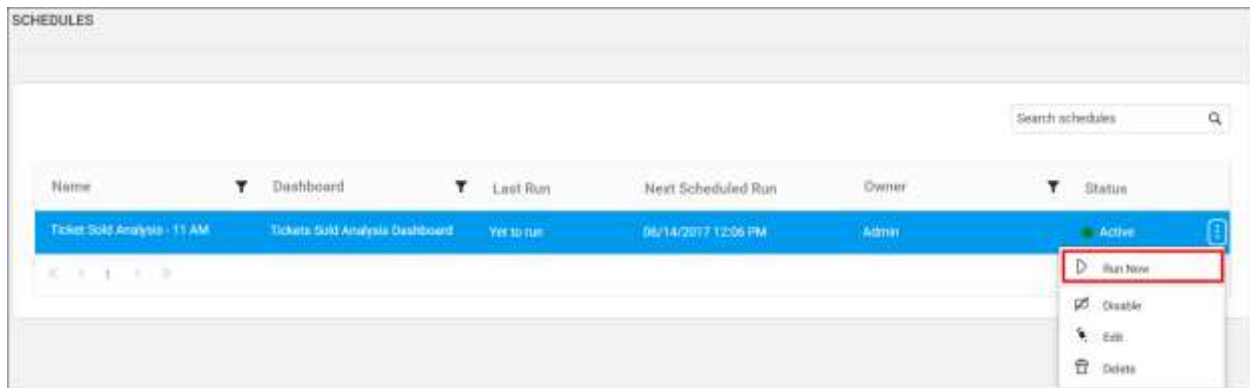 SCHEDULES
Search schedules
Name Dashboard Last Run Next Scheduled Run Owner Status
Ticket Sold Analysis - 11 AM Tickets Sold Analysis Dashboard Yet to run 06/14/2017 12:06 PM Admin Active
1
Run Now
Disable
Edit
Delete